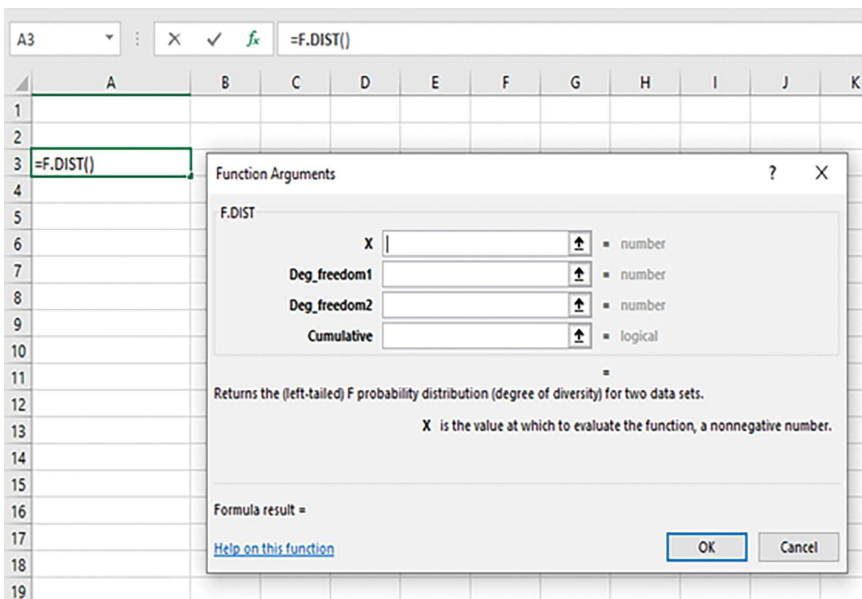 A3 =F.DIST()
A B C D E F G H I J K
1
2
3 =F.DIST()
4
5
6
7
8
9
10
11
12
13
14
15
16
17
18
19
Function Arguments ? X
F.DIST
X = number
Deg_freedom1 = number
Deg_freedom2 = number
Cumulative = logical
=
Returns the (left-tailed) F probability distribution (degree of diversity) for two data sets.
X is the value at which to evaluate the function, a nonnegative number.
Formula result =
Help on this function OK Cancel